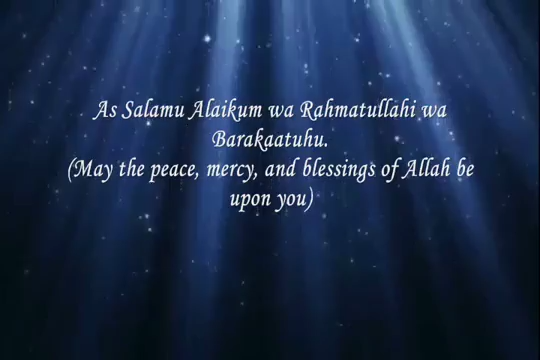 As Salamu Alaikum wa Rahmatullahi wa
Barakaatuhu.
(May the peace, mercy, and blessings of Allah be
upon you)